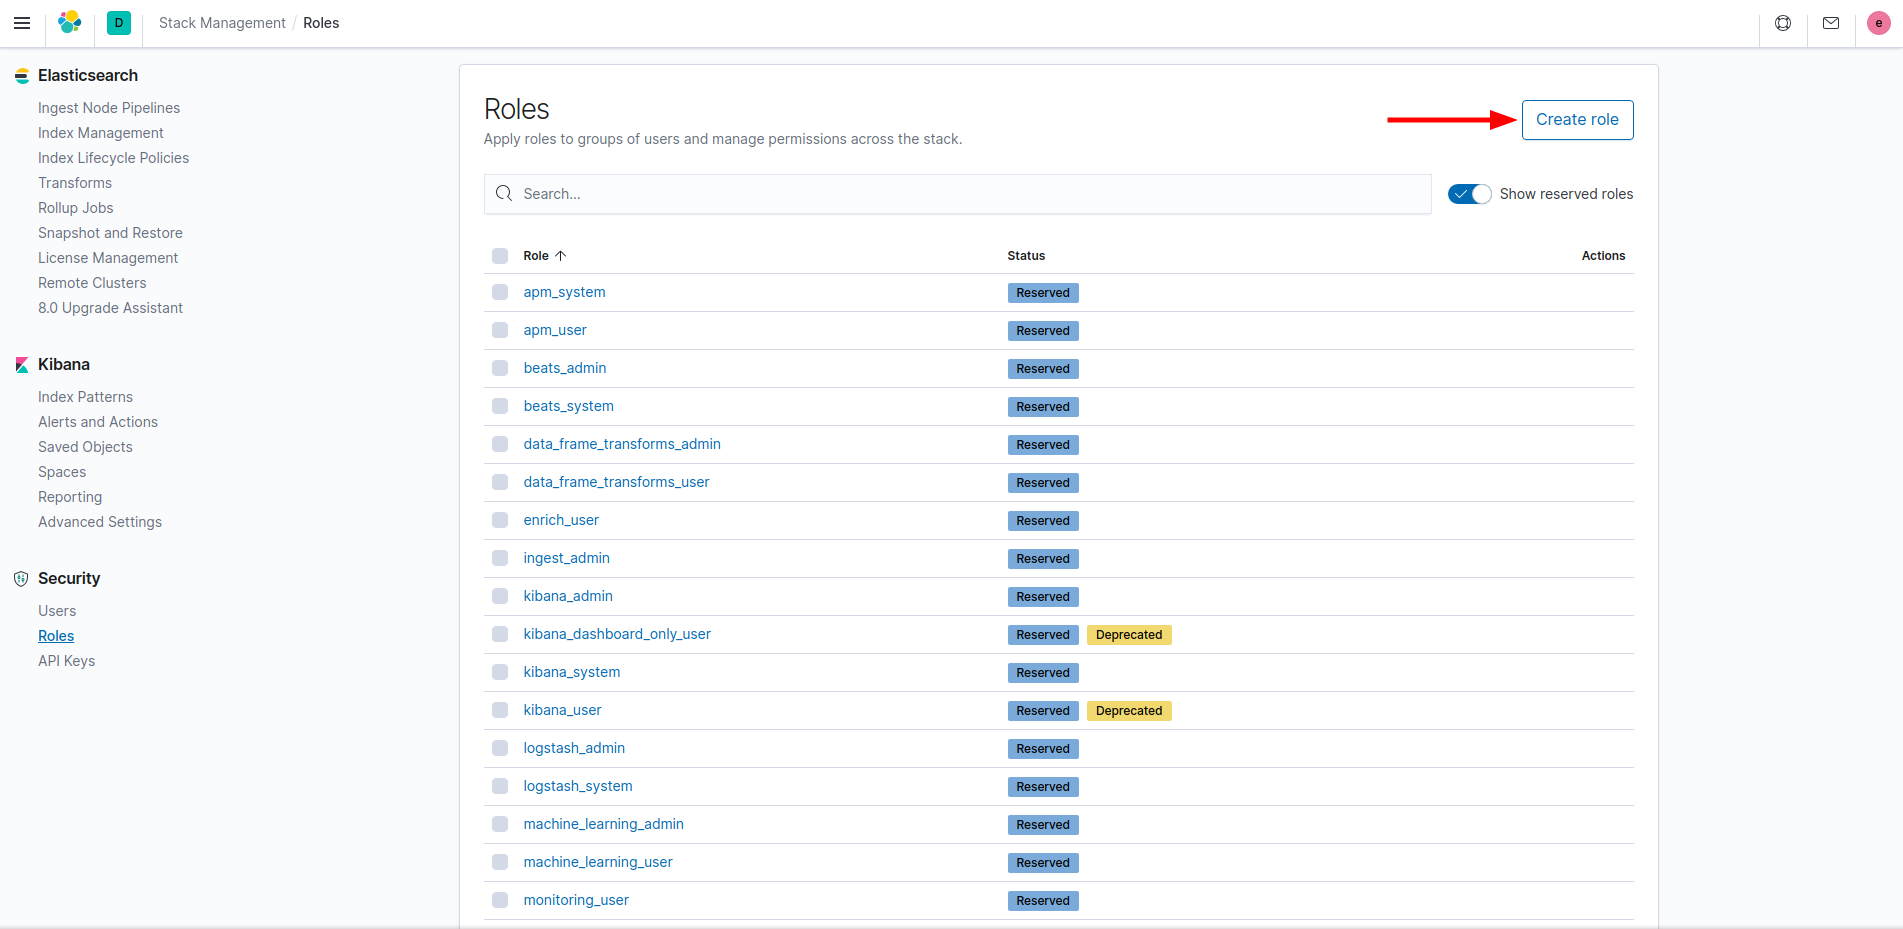 D Stack Management / Roles e
Elasticsearch
Ingest Node Pipelines
Index Management
Index Lifecycle Policies
Transforms
Rollup Jobs
Snapshot and Restore
License Management
Remote Clusters
8.0 Upgrade Assistant
Kibana
Index Patterns
Alerts and Actions
Saved Objects
Spaces
Reporting
Advanced Settings
Security
Users
Roles
API Keys
Roles
Apply roles to groups of users and manage permissions across the stack.
Create role
Search...
Show reserved roles
Role Status Actions
apm_system Reserved
apm_user Reserved
beats_admin Reserved
beats_system Reserved
data_frame_transforms_admin Reserved
data_frame_transforms_user Reserved
enrich_user Reserved
ingest_admin Reserved
kibana_admin Reserved
kibana_dashboard_only_user Reserved Deprecated
kibana_system Reserved
kibana_user Reserved Deprecated
logstash_admin Reserved
logstash_system Reserved
machine_learning_admin Reserved
machine_learning_user Reserved
monitoring_user Reserved